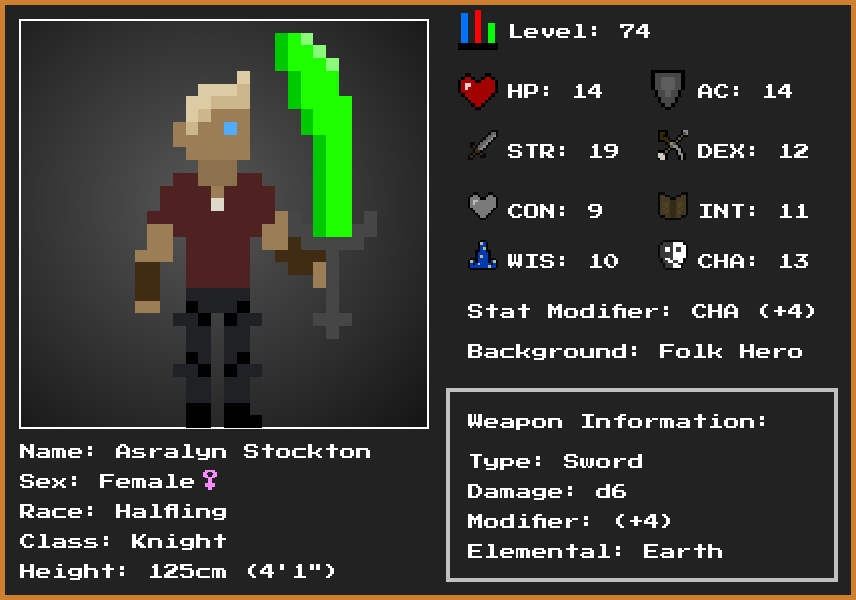 Level: 74
HP: 14
AC: 14
STR: 19
DEX: 12
CON: 9
INT: 11
WIS: 10
CHA: 13
Stat Modifier: CHA (+4)
Background: Folk Hero
Weapon Information:
Type: Sword
Damage: d6
Modifier: (+4)
Elemental: Earth
Name: Asralyn Stockton
Sex: Female♀
Race: Halfling
Class: Knight
Height: 125cm (4'1")